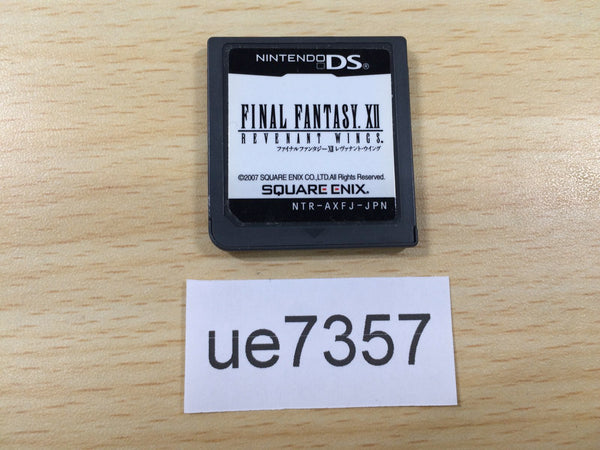 NINTENDO DS®
FINAL FANTASY. XII
REVENANT WINGS.
ファイナルファンタジーXII レヴァナント・ウイング
©2007 SQUARE ENIX CO.,LTD.All Rights Reserved.
SQUARE ENIX.
NTR-AXFJ-JPN
ue7357